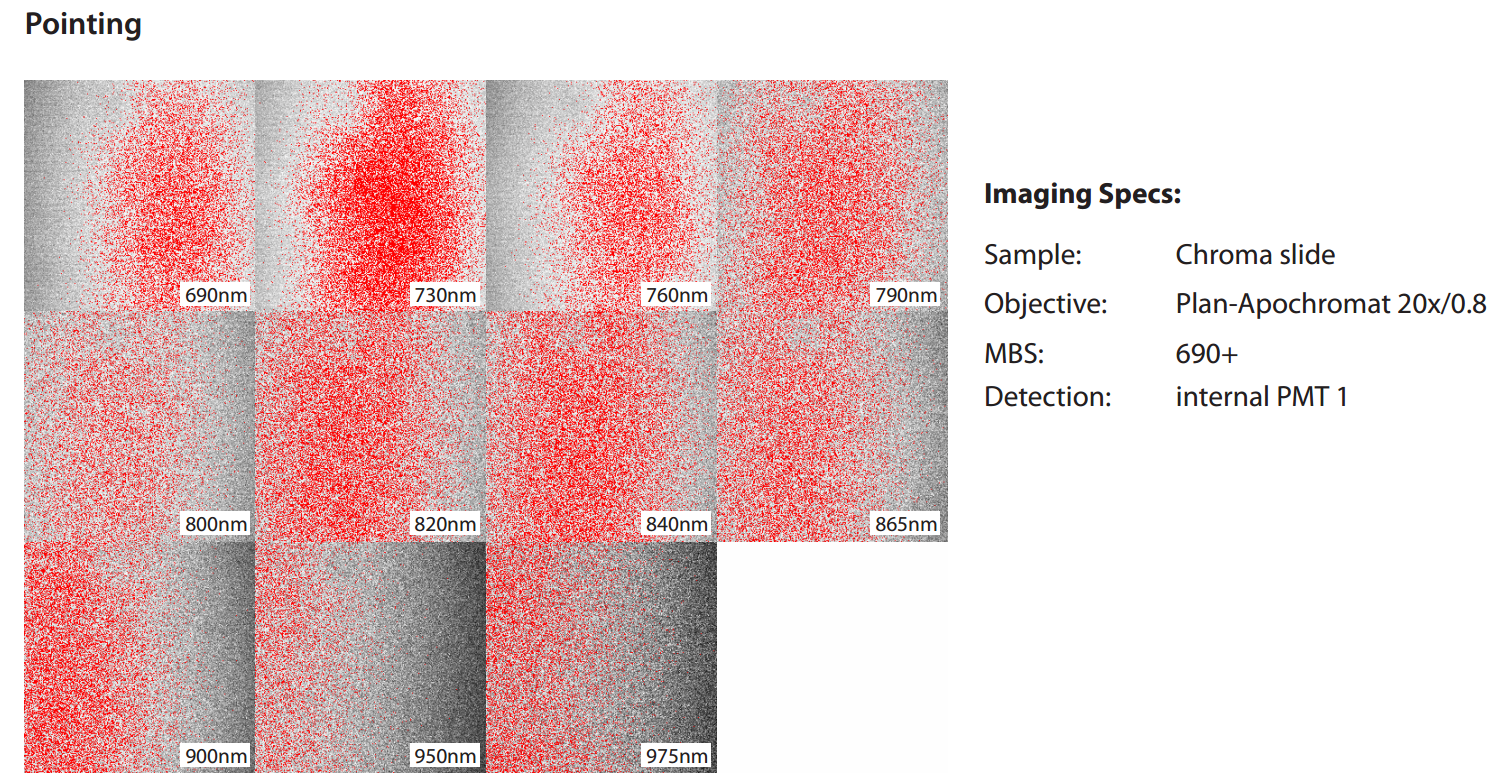 Pointing
690nm
730nm
760nm
790nm
800nm
820nm
840nm
865nm
900nm
950nm
975nm
Imaging Specs:
Sample: Chroma slide
Objective: Plan-Apochromat 20x/0.8
MBS: 690+
Detection: internal PMT 1